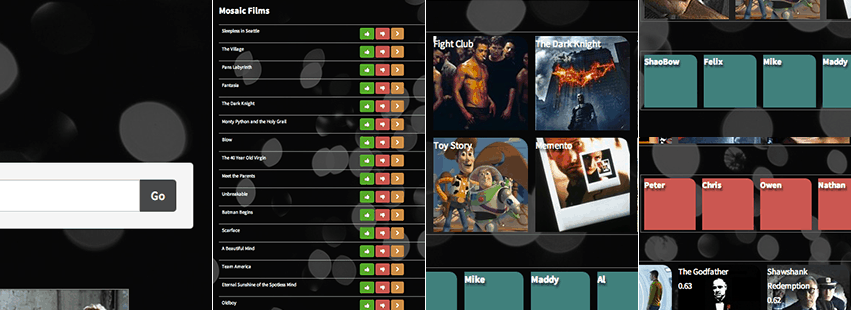 Go
Mosaic Films
Sleepless in Seattle
The Village
Pans Labyrinth
Fantasia
The Dark Knight
Monty Python and the Holy Grail
Blow
The 40 Year Old Virgin
Meet the Parents
Unbreakable
Batman Begins
Scarface
A Beautiful Mind
Team America
Eternal Sunshine of the Spotless Mind
Oldboy
Fight Club
The Dark Knight
Toy Story
Memento
Mike
Maddy
Al
ShaoBow
Felix
Mike
Maddy
Peter
Chris
Owen
Nathan
The Godfather
0.63
Shawshank
Redemption
0.62